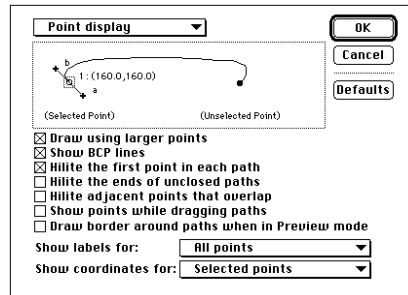 Point display
OK
Cancel
Defaults
b
1:(160.0,160.0)
a
(Selected Point)
(Unselected Point)
Draw using larger points
Show BCP lines
Hilite the first point in each path
Hilite the ends of unclosed paths
Hilite adjacent points that overlap
Show points while dragging paths
Draw border around paths when in Preview mode
Show labels for: All points
Show coordinates for: Selected points